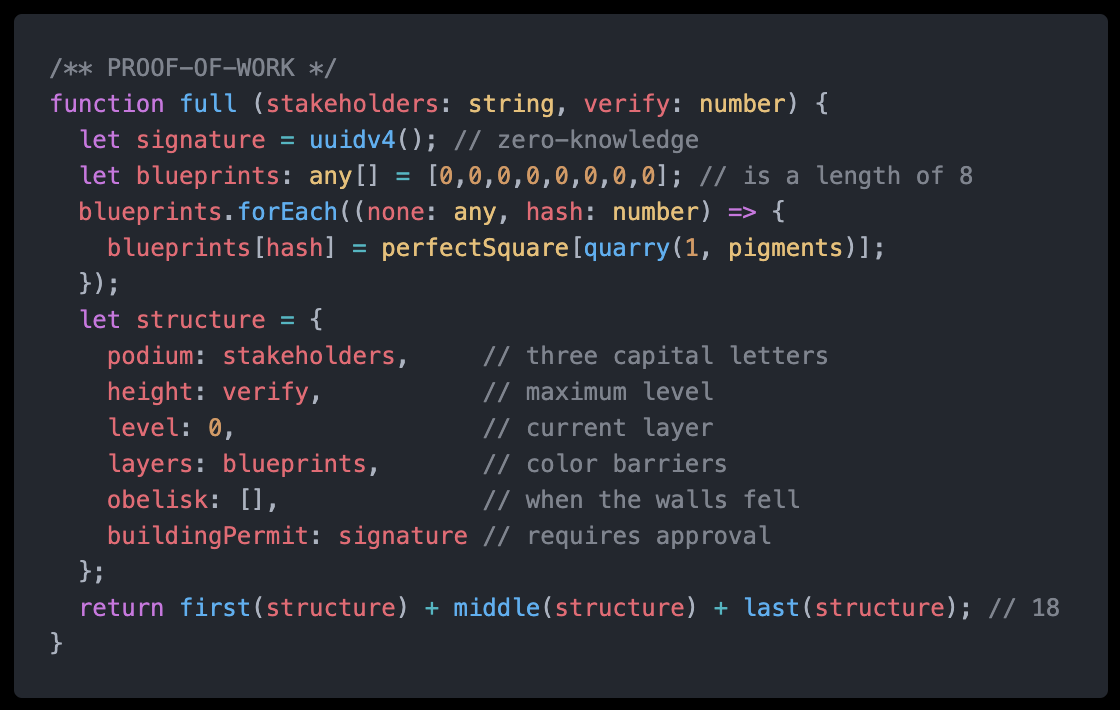 /** PROOF-OF-WORK */
function full (stakeholders: string, verify: number) {
  let signature = uuidv4(); // zero-knowledge
  let blueprints: any[] = [0,0,0,0,0,0,0,0]; // is a length of 8
  blueprints.forEach((none: any, hash: number) => {
    blueprints[hash] = perfectSquare[quarry(1, pigments)];
  });
  let structure = {
    podium: stakeholders,     // three capital letters
    height: verify,           // maximum level
    level: 0,                 // current layer
    layers: blueprints,       // color barriers
    obelisk: [],              // when the walls fell
    buildingPermit: signature // requires approval
  };
  return first(structure) + middle(structure) + last(structure); // 18
}